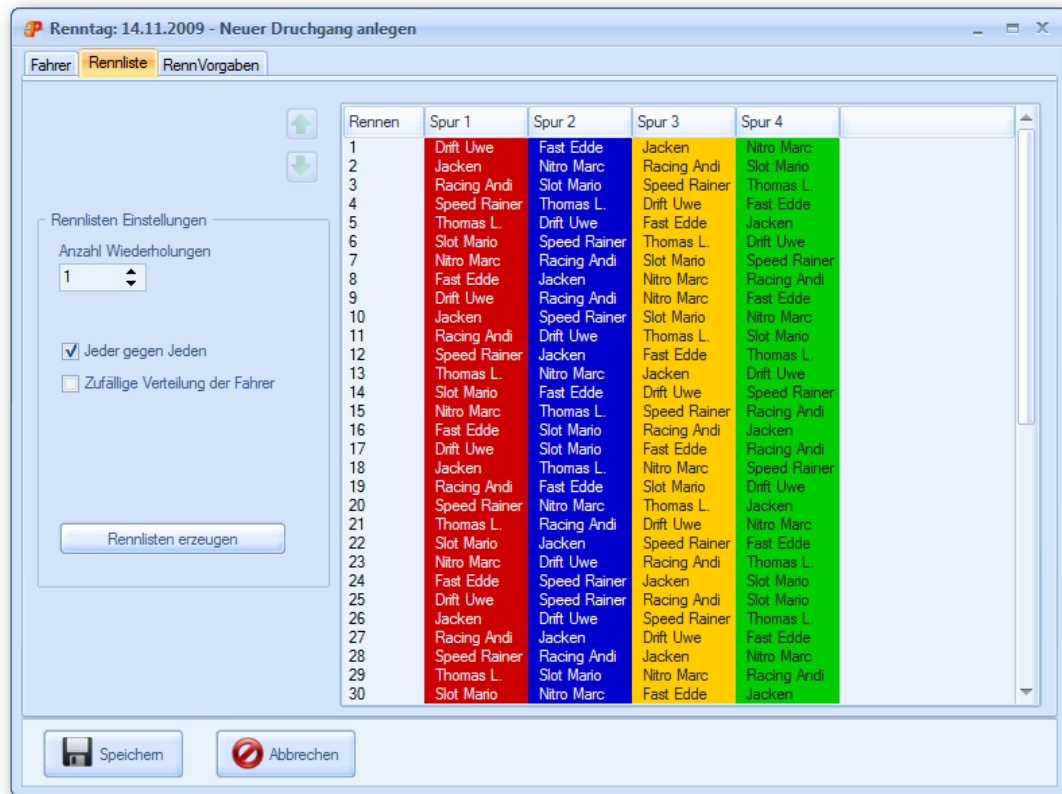 Renntag: 14.11.2009 - Neuer Druchgang anlegen
Fahrer Rennliste RennVorgaben
Rennlisten Einstellungen
Anzahl Wiederholungen
1
Jeder gegen Jeden
Zufällige Verteilung der Fahrer
Rennlisten erzeugen
Rennen Spur 1 Spur 2 Spur 3 Spur 4
1 Drift Uwe Fast Edde Jacken Nitro Marc
2 Jacken Nitro Marc Racing Andi Slot Mario
3 Racing Andi Slot Mario Speed Rainer Thomas L.
4 Speed Rainer Thomas L. Drift Uwe Fast Edde
5 Thomas L. Drift Uwe Fast Edde Jacken
6 Slot Mario Speed Rainer Thomas L. Drift Uwe
7 Nitro Marc Racing Andi Slot Mario Speed Rainer
8 Fast Edde Jacken Nitro Marc Racing Andi
9 Drift Uwe Racing Andi Nitro Marc Fast Edde
10 Jacken Speed Rainer Slot Mario Nitro Marc
11 Racing Andi Drift Uwe Thomas L. Slot Mario
12 Speed Rainer Jacken Fast Edde Thomas L.
13 Thomas L. Nitro Marc Jacken Drift Uwe
14 Slot Mario Fast Edde Drift Uwe Speed Rainer
15 Nitro Marc Thomas L. Speed Rainer Racing Andi
16 Fast Edde Slot Mario Racing Andi Jacken
17 Drift Uwe Slot Mario Fast Edde Racing Andi
18 Jacken Thomas L. Nitro Marc Speed Rainer
19 Racing Andi Fast Edde Slot Mario Drift Uwe
20 Speed Rainer Nitro Marc Thomas L. Jacken
21 Thomas L. Racing Andi Drift Uwe Nitro Marc
22 Slot Mario Jacken Speed Rainer Fast Edde
23 Nitro Marc Drift Uwe Racing Andi Thomas L.
24 Fast Edde Speed Rainer Jacken Slot Mario
25 Drift Uwe Speed Rainer Racing Andi Slot Mario
26 Jacken Drift Uwe Speed Rainer Thomas L.
27 Racing Andi Jacken Drift Uwe Fast Edde
28 Speed Rainer Racing Andi Jacken Nitro Marc
29 Thomas L. Slot Mario Nitro Marc Racing Andi
30 Slot Mario Nitro Marc Fast Edde Jacken
Speichern Abbrechen